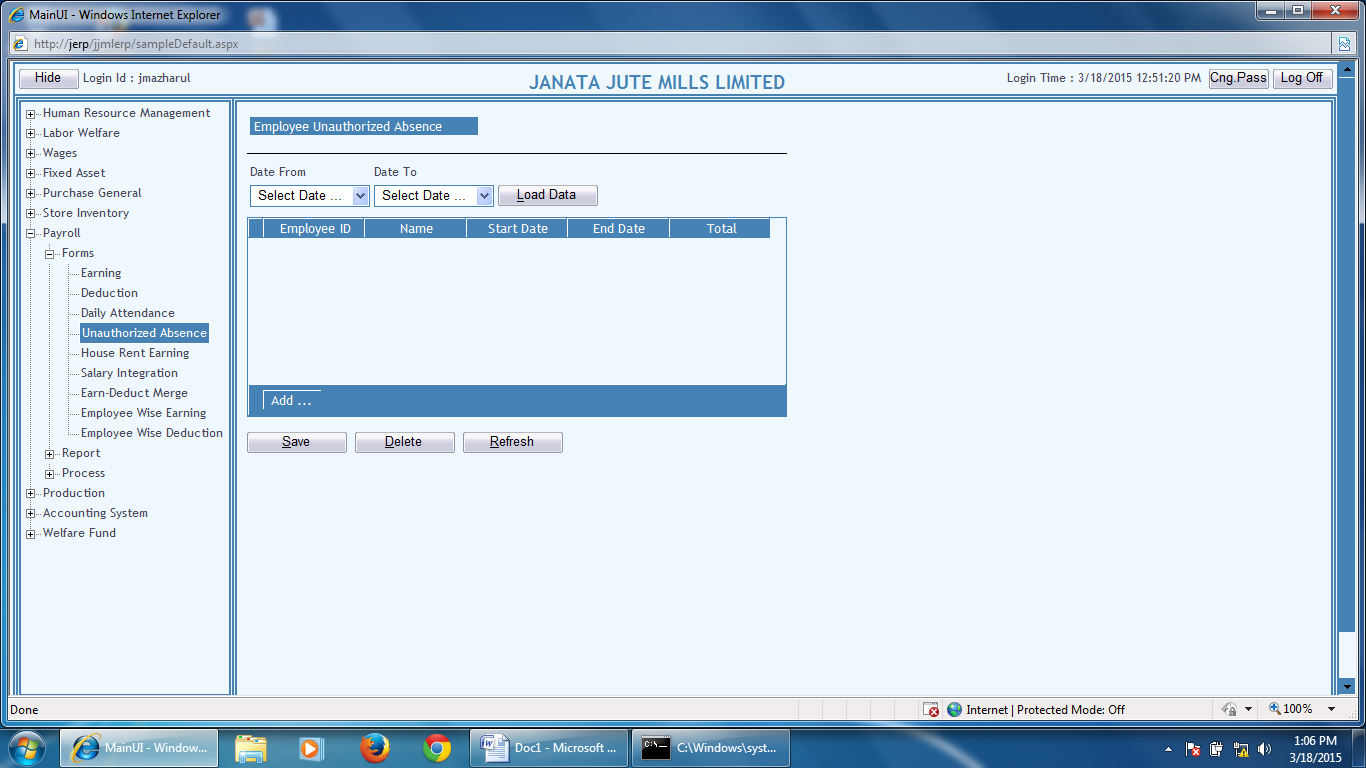 MainUI - Windows Internet Explorer
http://jerp/jjmlerp/sampleDefault.aspx
Hide Login Id : jmazharul JANATA JUTE MILLS LIMITED Login Time : 3/18/2015 12:51:20 PM Cng.Pass Log Off
Human Resource Management
Labor Welfare
Wages
Fixed Asset
Purchase General
Store Inventory
Payroll
Forms
Earning
Deduction
Daily Attendance
Unauthorized Absence
House Rent Earning
Salary Integration
Earn-Deduct Merge
Employee Wise Earning
Employee Wise Deduction
Report
Process
Production
Accounting System
Welfare Fund
Employee Unauthorized Absence
Date From Date To
Select Date ... Select Date ... Load Data
Employee ID Name Start Date End Date Total
Add ...
Save Delete Refresh
Done Internet | Protected Mode: Off 100%
MainUI - Window... Doc1 - Microsoft ... C:\Windows\syst... 1:06 PM
3/18/2015